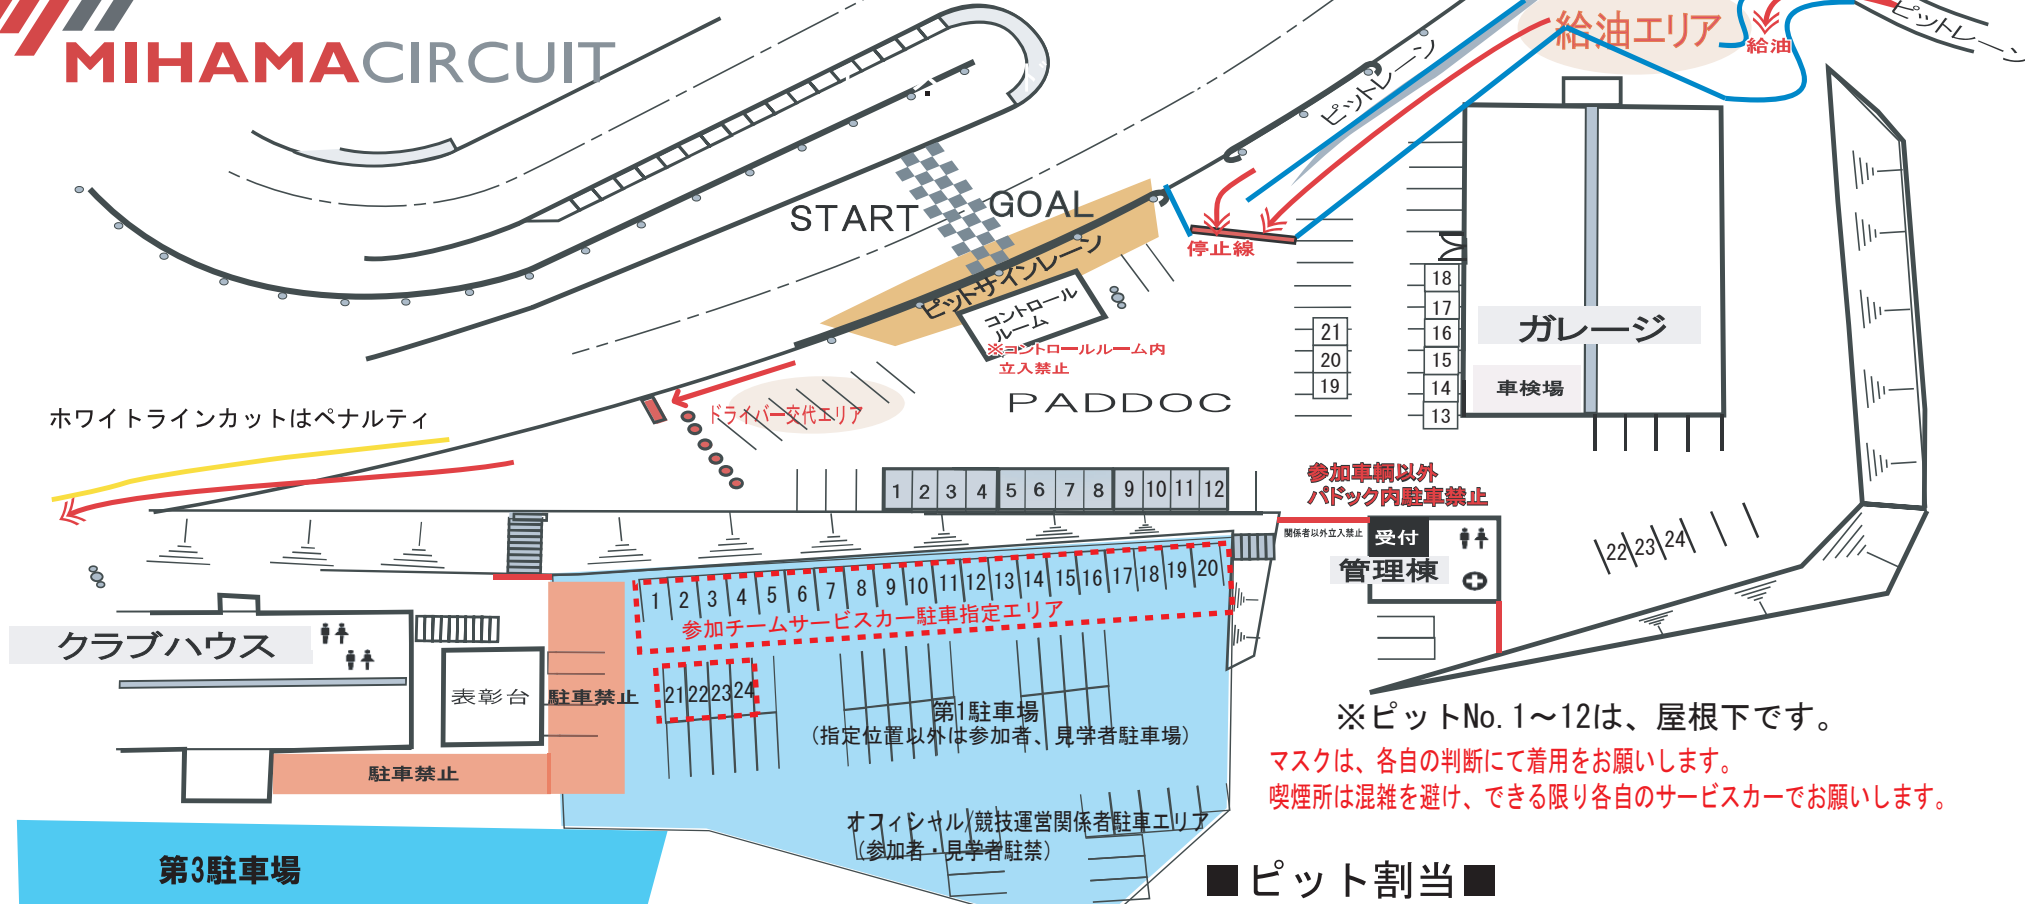 MIHAMACIRCUIT
給油エリア
給油
ピットレーン
ピットレーン
START
GOAL
停止線
ピットサインレーン
コントロール
ルーム
※コントロールルーム内
立入禁止
18
17
16
15
14
13
21
20
19
ガレージ
車検場
PADDOC
ドライバー交代エリア
ホワイトラインカットはペナルティ
1 2 3 4 5 6 7 8 9 10 11 12
参加車輌以外
パドック内駐車禁止
関係者以外立入禁止
受付
管理棟
22 23 24
1 2 3 4 5 6 7 8 9 10 11 12 13 14 15 16 17 18 19 20
参加チームサービスカー駐車指定エリア
21 22 23 24
クラブハウス
表彰台
駐車禁止
駐車禁止
第1駐車場
(指定位置以外は参加者、見学者駐車場)
※ピットNo.1～12は、屋根下です。
マスクは、各自の判断にて着用をお願いします。
喫煙所は混雑を避け、できる限り各自のサービスカーでお願いします。
オフィシャル/競技運営関係者駐車エリア
(参加者・見学者駐禁)
第3駐車場
■ピット割当■